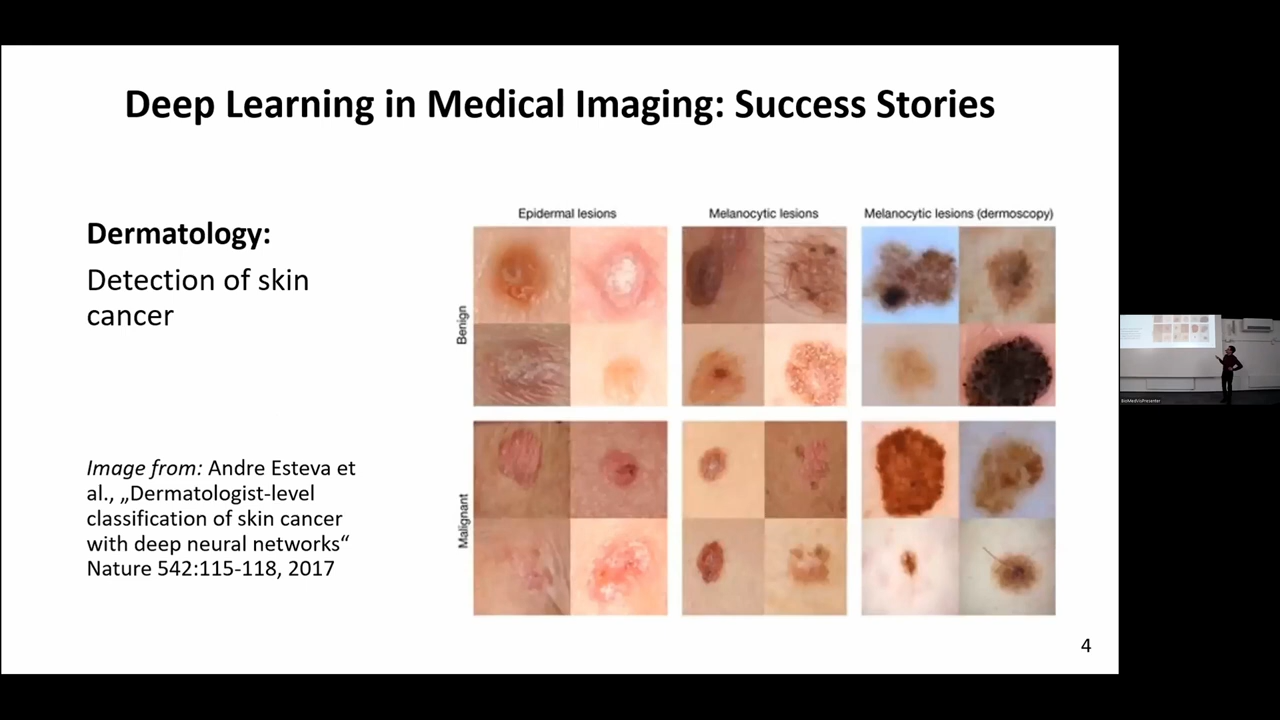 Deep Learning in Medical Imaging: Success Stories
Dermatology:
Detection of skin
cancer
Image from: Andre Esteva et
al., „Dermatologist-level
classification of skin cancer
with deep neural networks“
Nature 542:115-118, 2017
Epidermal lesions
Melanocytic lesions
Melanocytic lesions (dermoscopy)
Benign
Malignant
4
BioMedVisPresenter